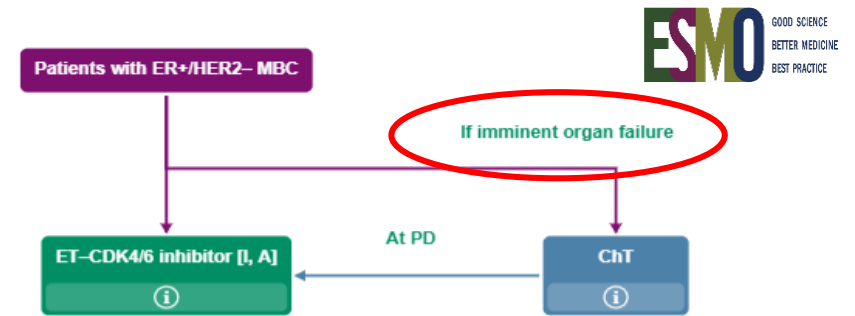 ESMO
GOOD SCIENCE
BETTER MEDICINE
BEST PRACTICE
Patients with ER+/HER2– MBC
If imminent organ failure
ET–CDK4/6 inhibitor [I, A]
At PD
ChT
i
i